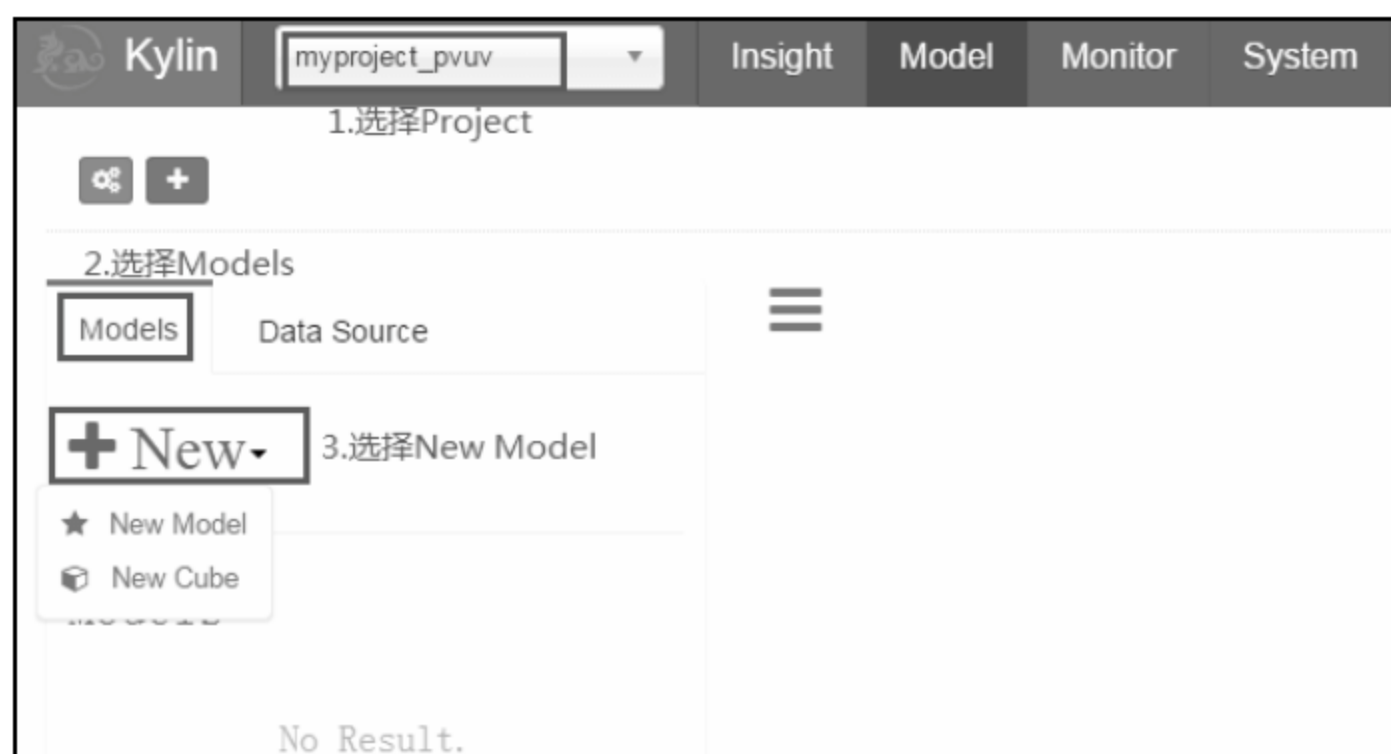 Kylin myproject_pvuv Insight Model Monitor System
1.选择Project
2.选择Models
Models Data Source
New 3.选择New Model
New Model
New Cube
No Result.